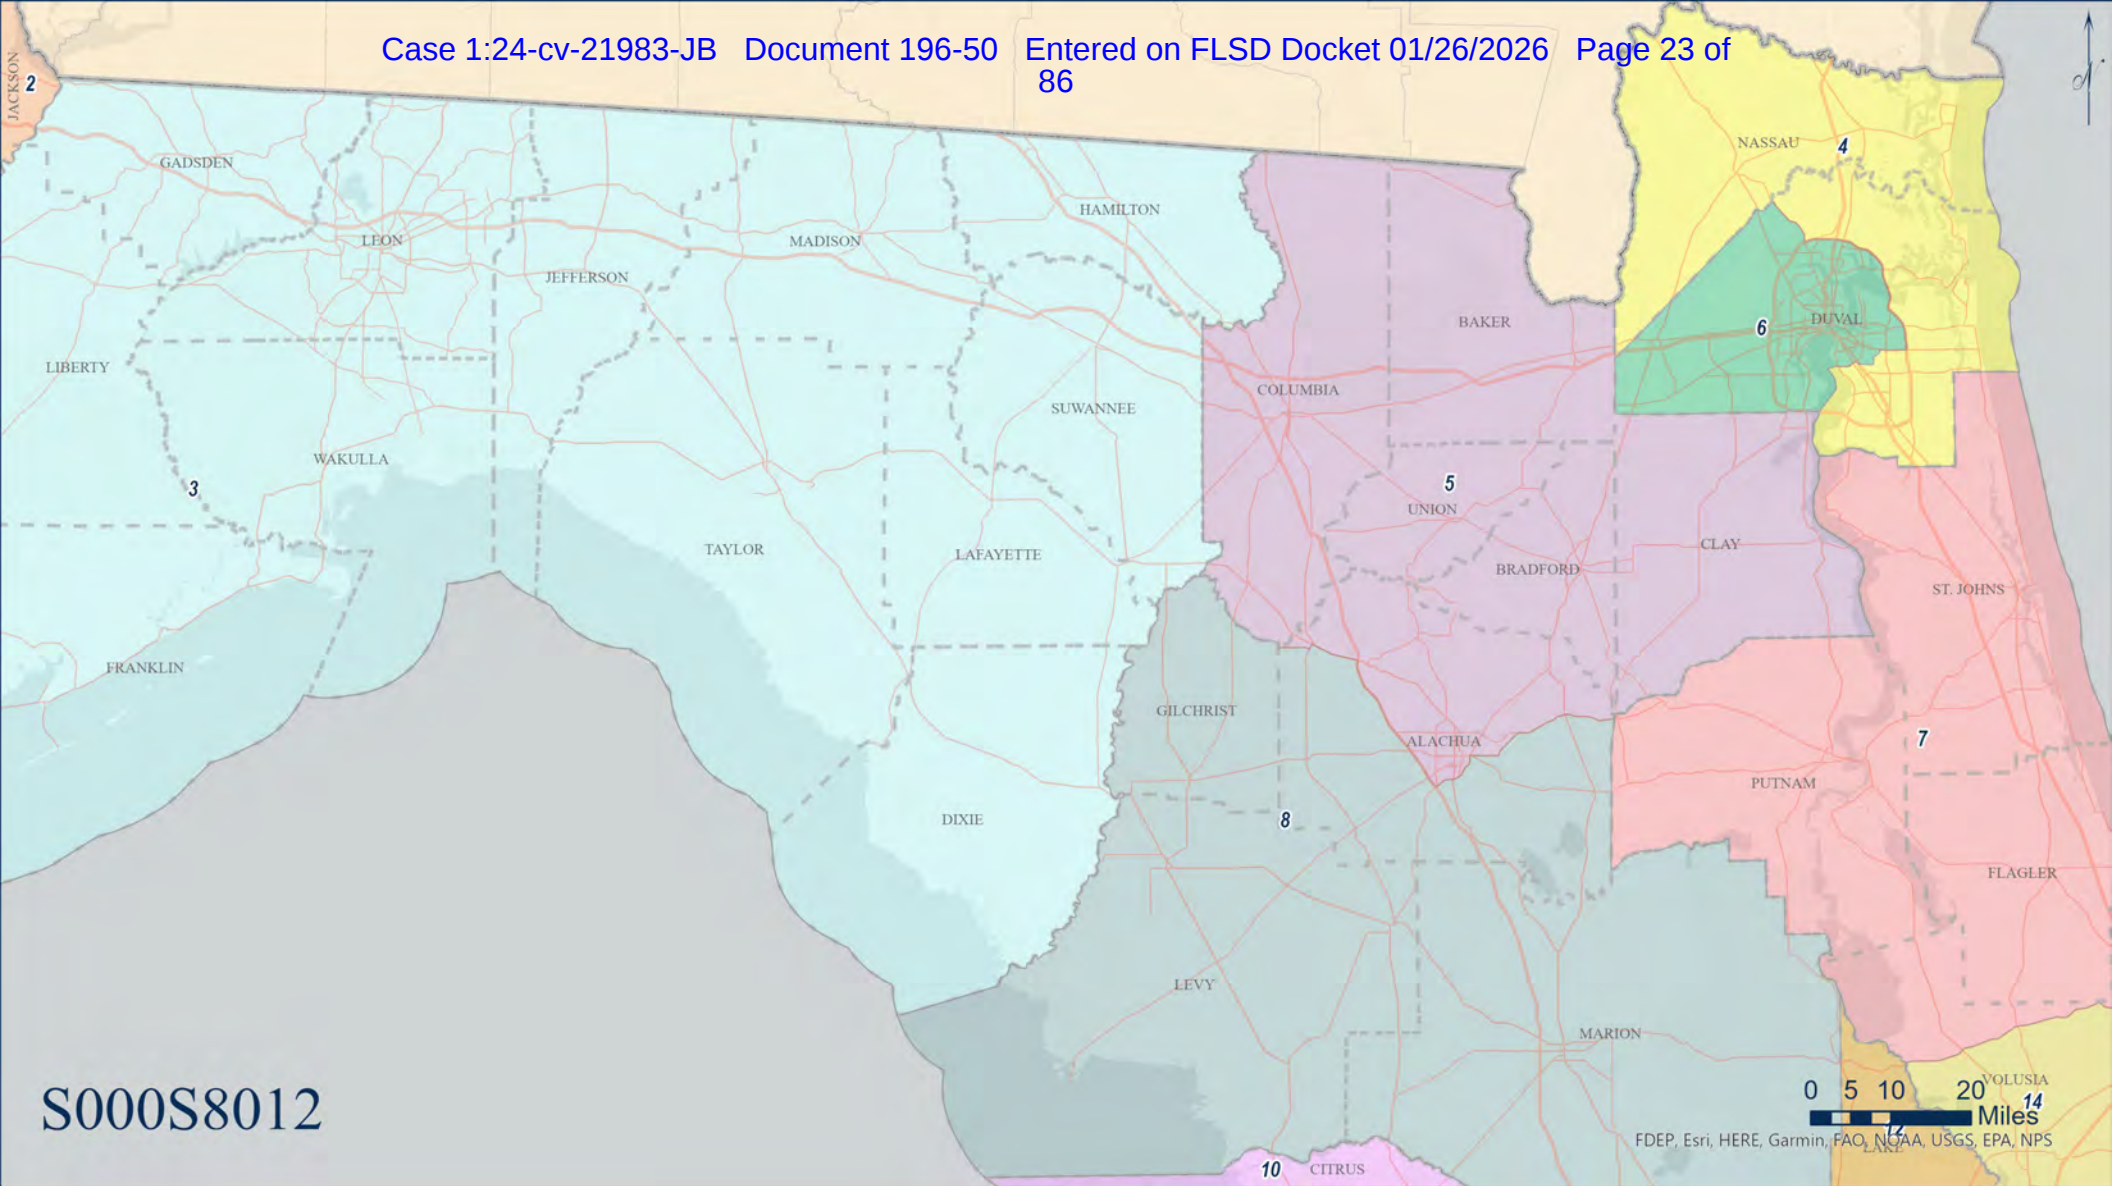 Case 1:24-cv-21983-JB Document 196-50 Entered on FLSD Docket 01/26/2026 Page 23 of
86
JACKSON
2
N
NASSAU
4
GADSDEN
HAMILTON
LEON
MADISON
JEFFERSON
BAKER
6
DUVAL
LIBERTY
COLUMBIA
SUWANNEE
WAKULLA
3
5
UNION
TAYLOR
LAFAYETTE
BRADFORD
CLAY
ST. JOHNS
FRANKLIN
GILCHRIST
ALACHUA
7
PUTNAM
DIXIE
8
FLAGLER
LEVY
MARION
S000S8012
0 5 10 20
Miles
VOLUSIA
14
12
FDEP, Esri, HERE, Garmin, FAO, NOAA, USGS, EPA, NPS
LAKE
10
CITRUS